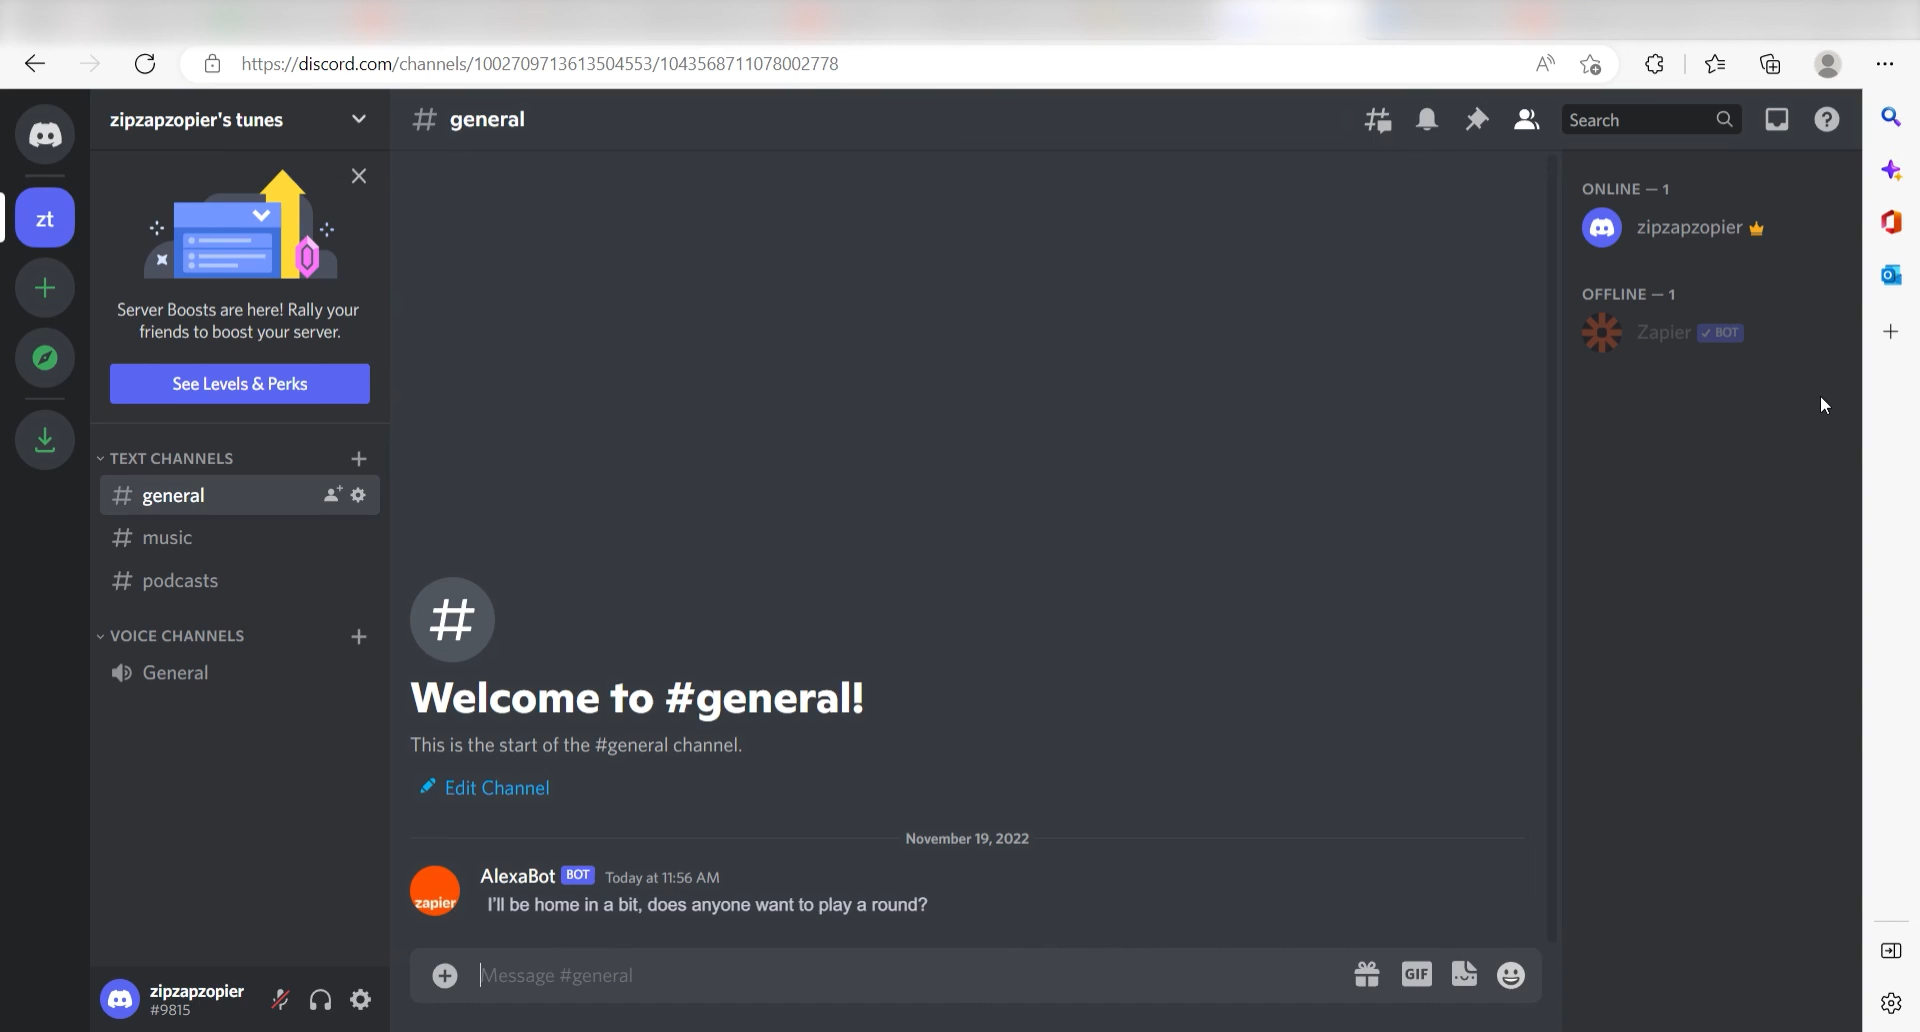 https://discord.com/channels/1002709713613504553/1043568711078002778
zipzapzopier's tunes
# general
Search
zt
Server Boosts are here! Rally your
friends to boost your server.
See Levels & Perks
TEXT CHANNELS
# general
# music
# podcasts
VOICE CHANNELS
General
zipzapzopier
#9815
#
Welcome to #general!
This is the start of the #general channel.
Edit Channel
November 19, 2022
zapier
AlexaBot BOT Today at 11:56 AM
I'll be home in a bit, does anyone want to play a round?
Message #general
GIF
ONLINE — 1
zipzapzopier
OFFLINE — 1
Zapier ✓ BOT